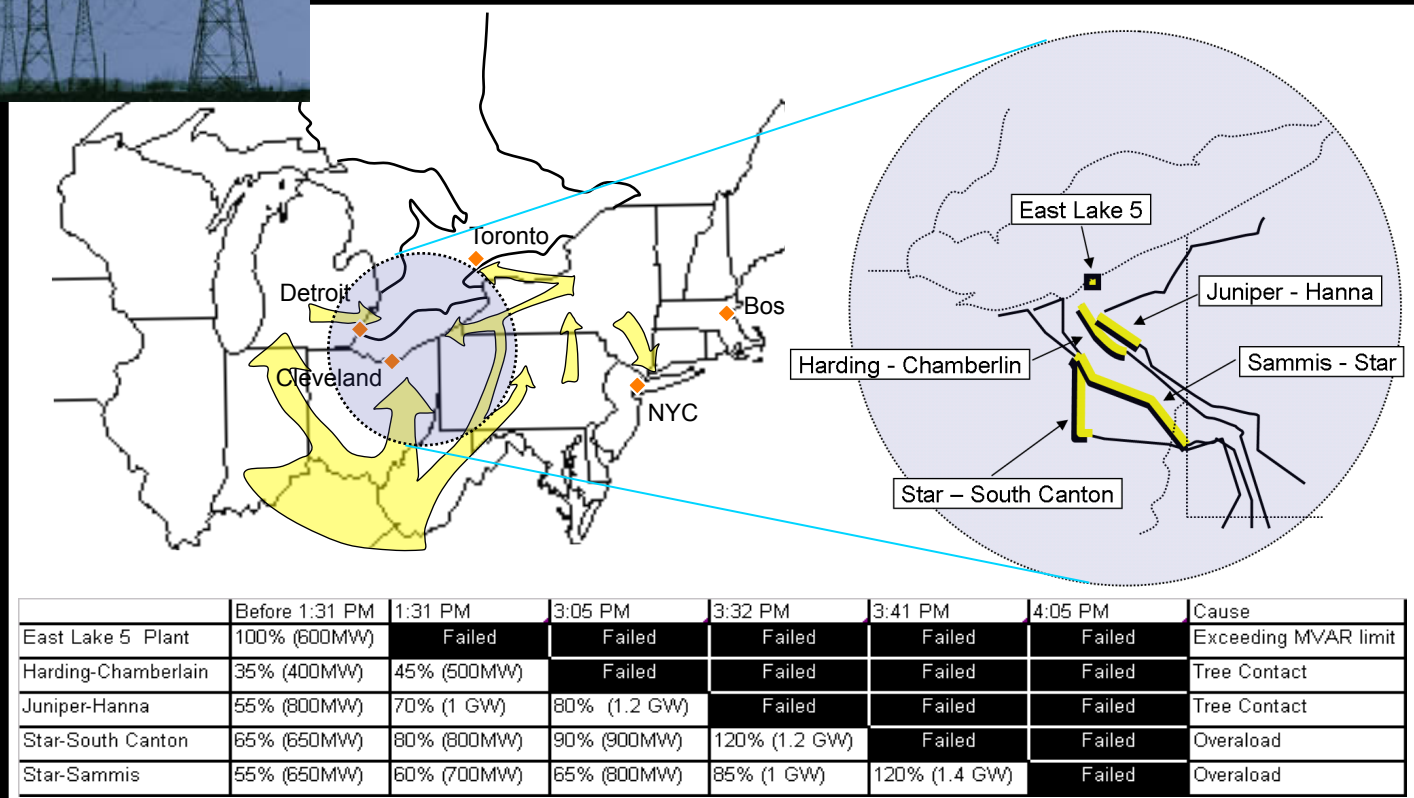 Toronto
Detroit
Bos
Cleveland
NYC
East Lake 5
Juniper - Hanna
Harding - Chamberlin
Sammis - Star
Star – South Canton
Before 1:31 PM 1:31 PM 3:05 PM 3:32 PM 3:41 PM 4:05 PM Cause
East Lake 5 Plant 100% (600MW) Failed Failed Failed Failed Failed Exceeding MVAR limit
Harding-Chamberlain 35% (400MW) 45% (500MW) Failed Failed Failed Failed Tree Contact
Juniper-Hanna 55% (800MW) 70% (1 GW) 80% (1.2 GW) Failed Failed Failed Tree Contact
Star-South Canton 65% (650MW) 80% (800MW) 90% (900MW) 120% (1.2 GW) Failed Failed Overaload
Star-Sammis 55% (650MW) 60% (700MW) 65% (800MW) 85% (1 GW) 120% (1.4 GW) Failed Overaload